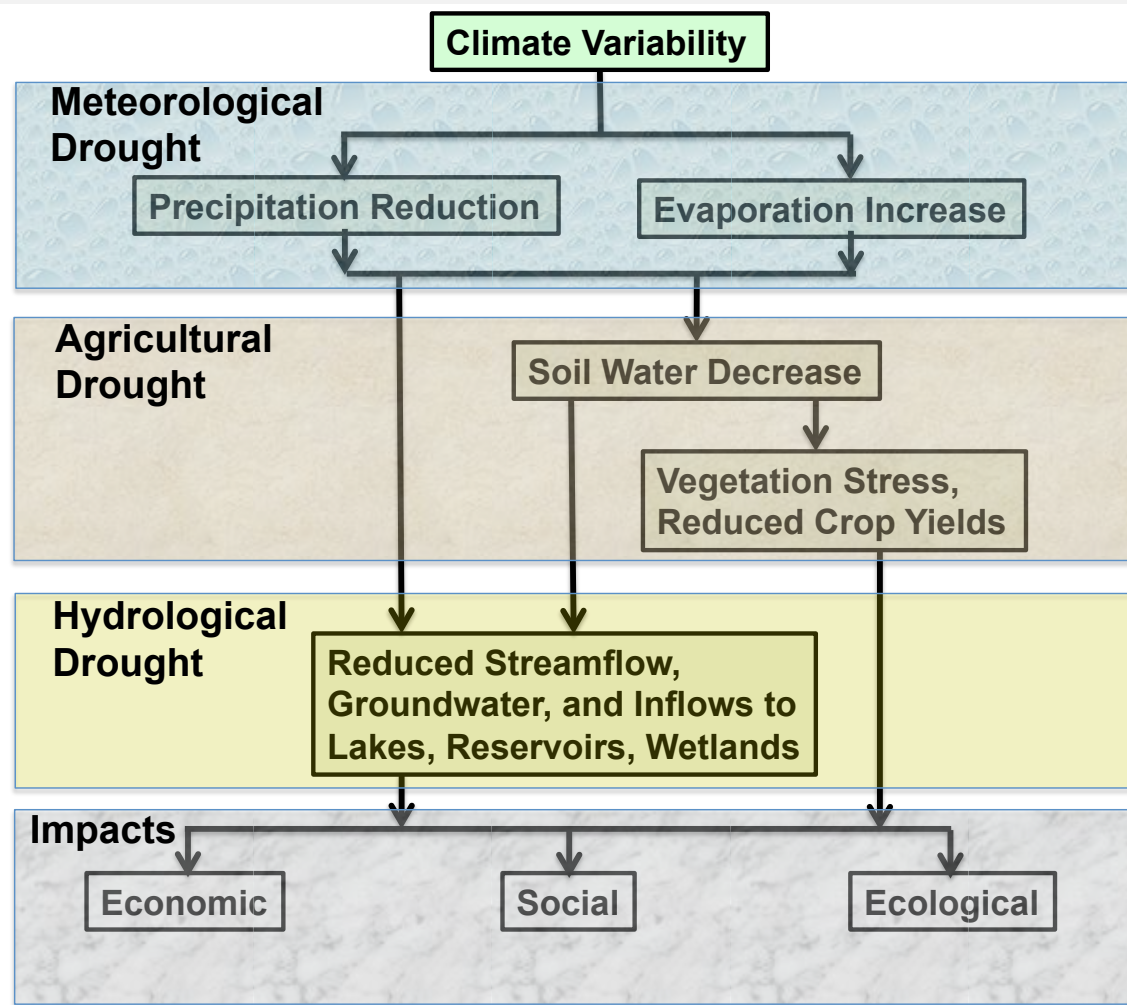 Climate Variability
Meteorological
Drought
Precipitation Reduction
Evaporation Increase
Agricultural
Drought
Soil Water Decrease
Vegetation Stress,
Reduced Crop Yields
Hydrological
Drought
Reduced Streamflow,
Groundwater, and Inflows to
Lakes, Reservoirs, Wetlands
Impacts
Economic
Social
Ecological